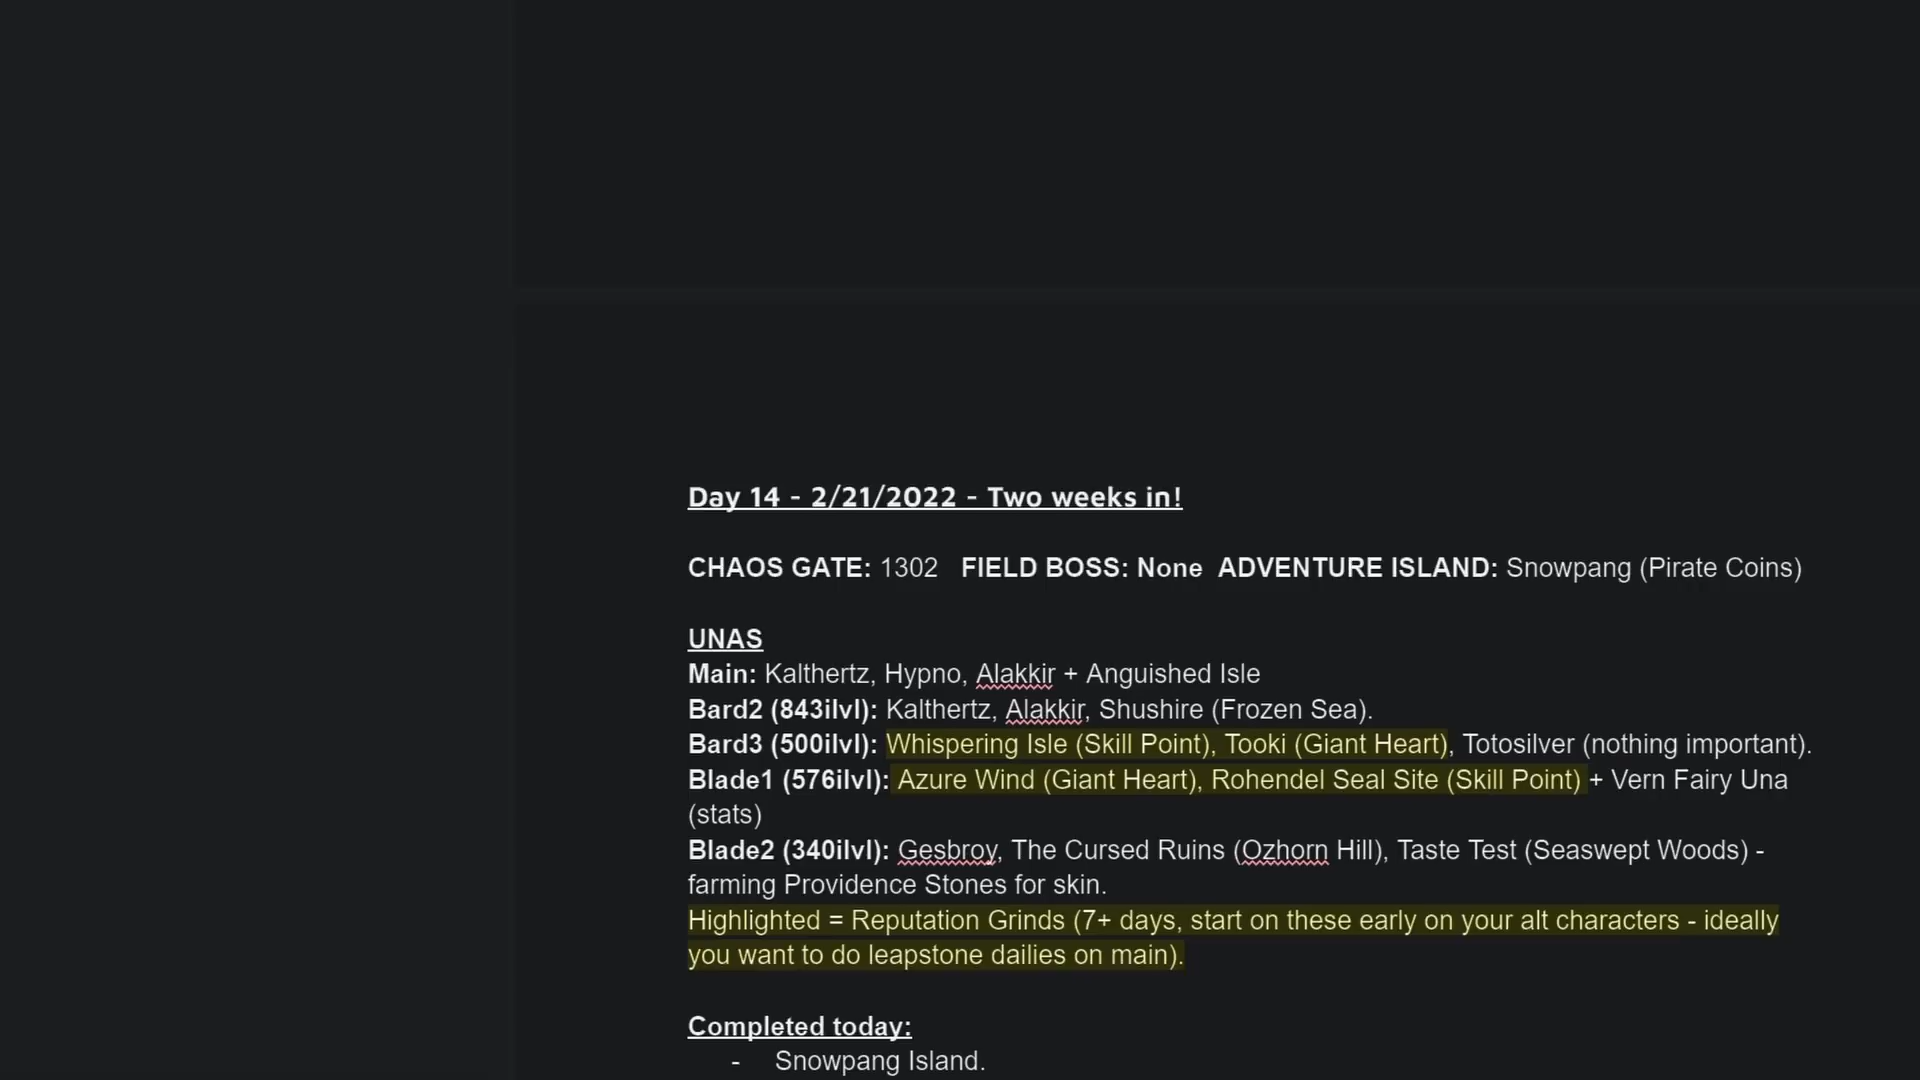 Day 14 - 2/21/2022 - Two weeks in!
CHAOS GATE: 1302 FIELD BOSS: None ADVENTURE ISLAND: Snowpang (Pirate Coins)
UNAS
Main: Kalthertz, Hypno, Alakkir + Anguished Isle
Bard2 (843ilvl): Kalthertz, Alakkir, Shushire (Frozen Sea).
Bard3 (500ilvl): Whispering Isle (Skill Point), Tooki (Giant Heart), Totosilver (nothing important).
Blade1 (576ilvl): Azure Wind (Giant Heart), Rohendel Seal Site (Skill Point) + Vern Fairy Una
(stats)
Blade2 (340ilvl): Gesbroy, The Cursed Ruins (Ozhorn Hill), Taste Test (Seaswept Woods) -
farming Providence Stones for skin.
Highlighted = Reputation Grinds (7+ days, start on these early on your alt characters - ideally
you want to do leapstone dailies on main).
Completed today:
- Snowpang Island.